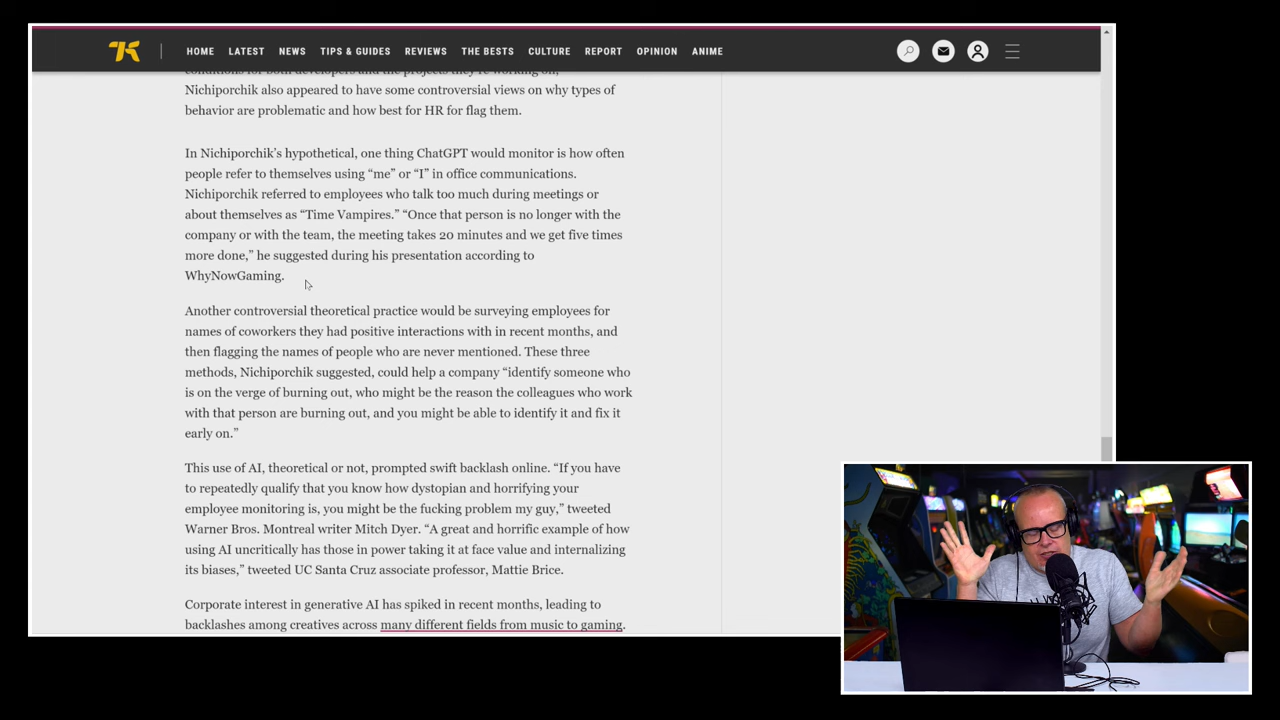 HOME LATEST NEWS TIPS & GUIDES REVIEWS THE BESTS CULTURE REPORT OPINION ANIME
conditions for both developers and the projects they're working on,
Nichiporchik also appeared to have some controversial views on why types of
behavior are problematic and how best for HR for flag them.
In Nichiporchik's hypothetical, one thing ChatGPT would monitor is how often
people refer to themselves using “me” or “I” in office communications.
Nichiporchik referred to employees who talk too much during meetings or
about themselves as “Time Vampires.” “Once that person is no longer with the
company or with the team, the meeting takes 20 minutes and we get five times
more done,” he suggested during his presentation according to
WhyNowGaming.
Another controversial theoretical practice would be surveying employees for
names of coworkers they had positive interactions with in recent months, and
then flagging the names of people who are never mentioned. These three
methods, Nichiporchik suggested, could help a company “identify someone who
is on the verge of burning out, who might be the reason the colleagues who work
with that person are burning out, and you might be able to identify it and fix it
early on.”
This use of AI, theoretical or not, prompted swift backlash online. “If you have
to repeatedly qualify that you know how dystopian and horrifying your
employee monitoring is, you might be the fucking problem my guy,” tweeted
Warner Bros. Montreal writer Mitch Dyer. “A great and horrific example of how
using AI uncritically has those in power taking it at face value and internalizing
its biases,” tweeted UC Santa Cruz associate professor, Mattie Brice.
Corporate interest in generative AI has spiked in recent months, leading to
backlashes among creatives across many different fields from music to gaming.